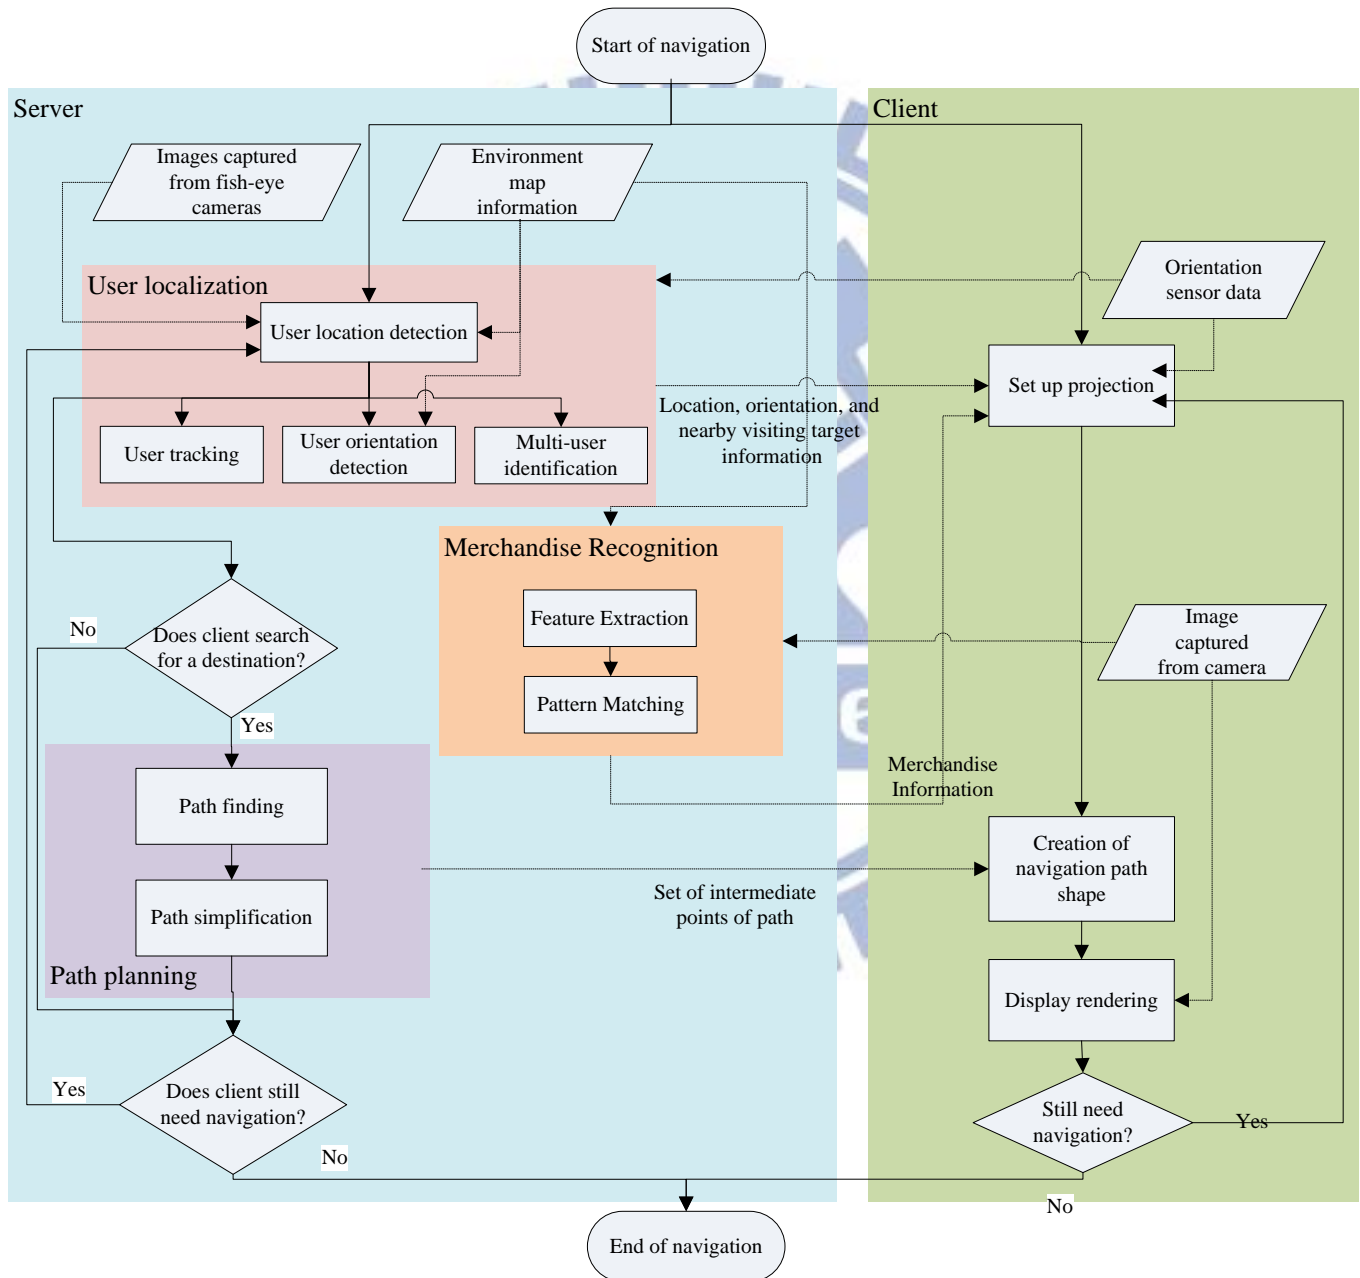 Start of navigation
Server
Client
Images captured
from fish-eye
cameras
Environment
map
information
Orientation
sensor data
User localization
User location detection
Set up projection
Location, orientation, and
nearby visiting target
information
User tracking
User orientation
detection
Multi-user
identification
Merchandise Recognition
Feature Extraction
Pattern Matching
No
Does client search
for a destination?
Yes
Image
captured
from camera
Merchandise
Information
Path finding
Path simplification
Path planning
Set of intermediate
points of path
Creation of
navigation path
shape
Display rendering
Yes
Does client still
need navigation?
No
Still need
navigation?
Yes
No
End of navigation